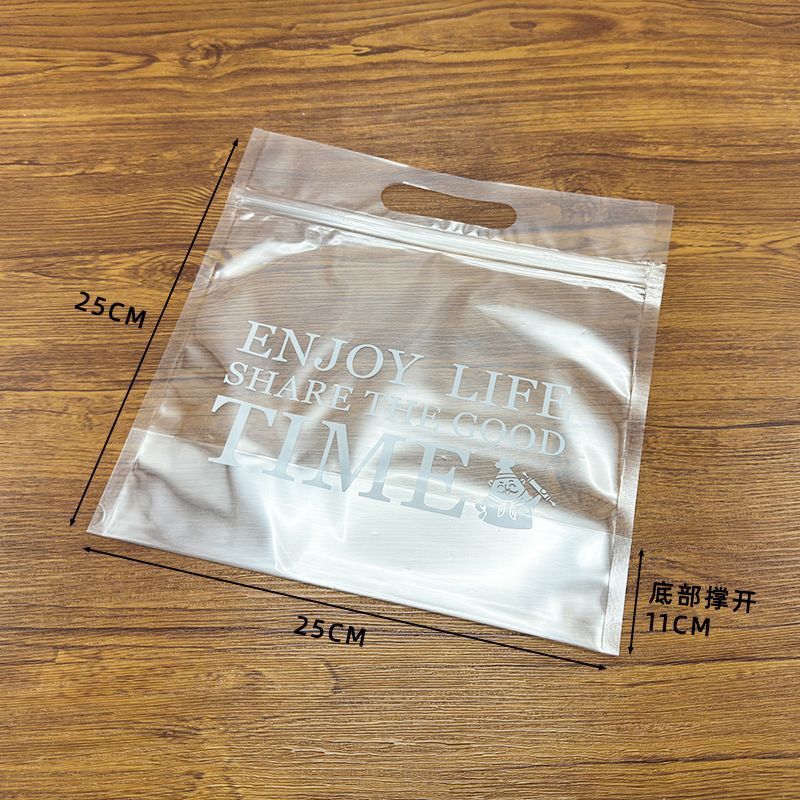 25CM
ENJOY LIFE
SHARE THE GOOD
TIME
25CM
底部撑开
11CM